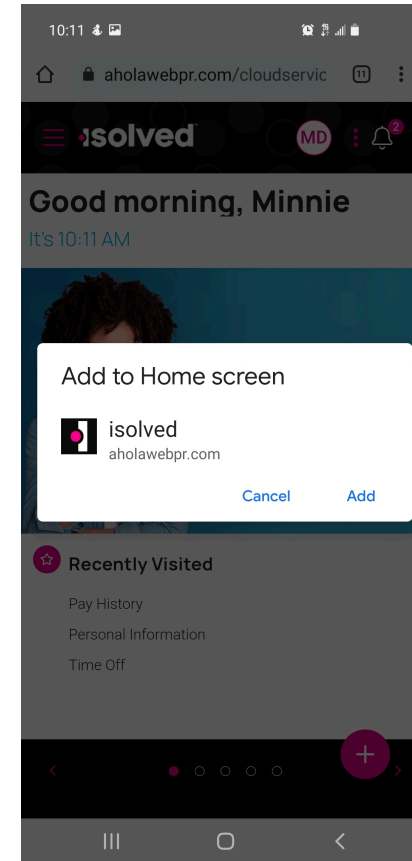 10:11
aholawebpr.com/cloudservic
11
isolved
MD
2
Good morning, Minnie
It's 10:11 AM
Add to Home screen
isolved
aholawebpr.com
Cancel
Add
Recently Visited
Pay History
Personal Information
Time Off